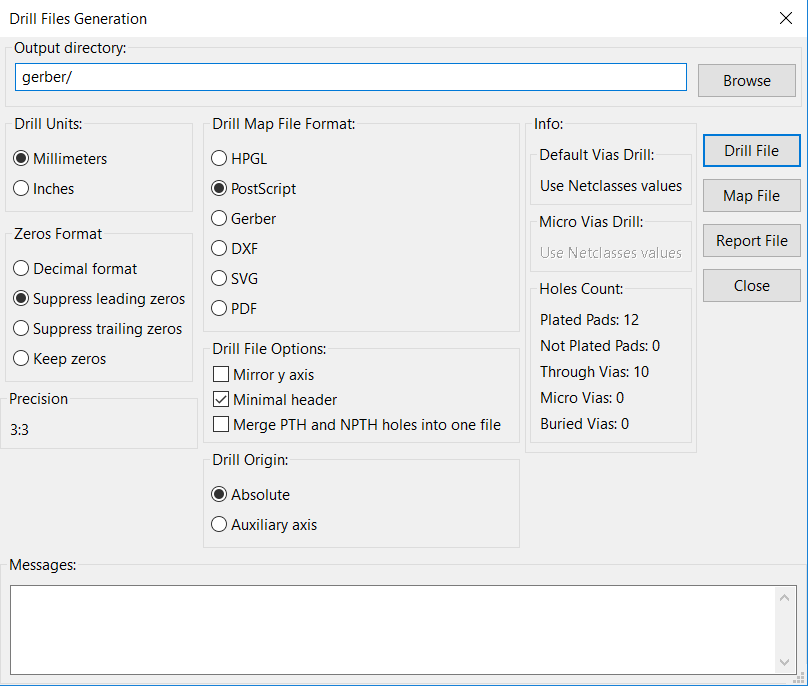 Drill Files Generation
Output directory:
gerber/
Browse
Drill Units:
Millimeters
Inches
Zeros Format
Decimal format
Suppress leading zeros
Suppress trailing zeros
Keep zeros
Precision
3:3
Drill Map File Format:
HPGL
PostScript
Gerber
DXF
SVG
PDF
Drill File Options:
Mirror y axis
Minimal header
Merge PTH and NPTH holes into one file
Drill Origin:
Absolute
Auxiliary axis
Info:
Default Vias Drill:
Use Netclasses values
Micro Vias Drill:
Use Netclasses values
Holes Count:
Plated Pads: 12
Not Plated Pads: 0
Through Vias: 10
Micro Vias: 0
Buried Vias: 0
Drill File
Map File
Report File
Close
Messages: